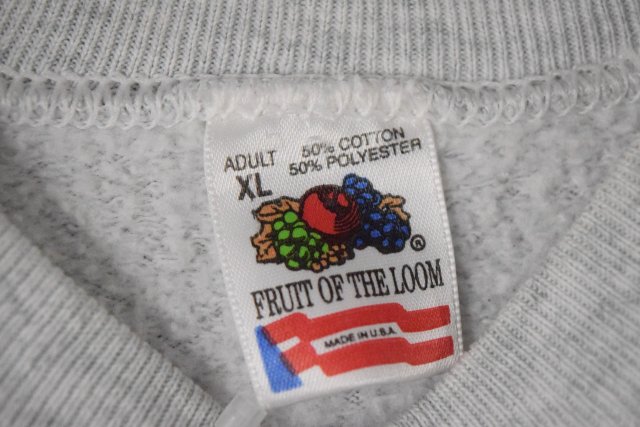 ADULT
XL
50% COTTON
50% POLYESTER
®
FRUIT OF THE LOOM
MADE IN U.S.A.